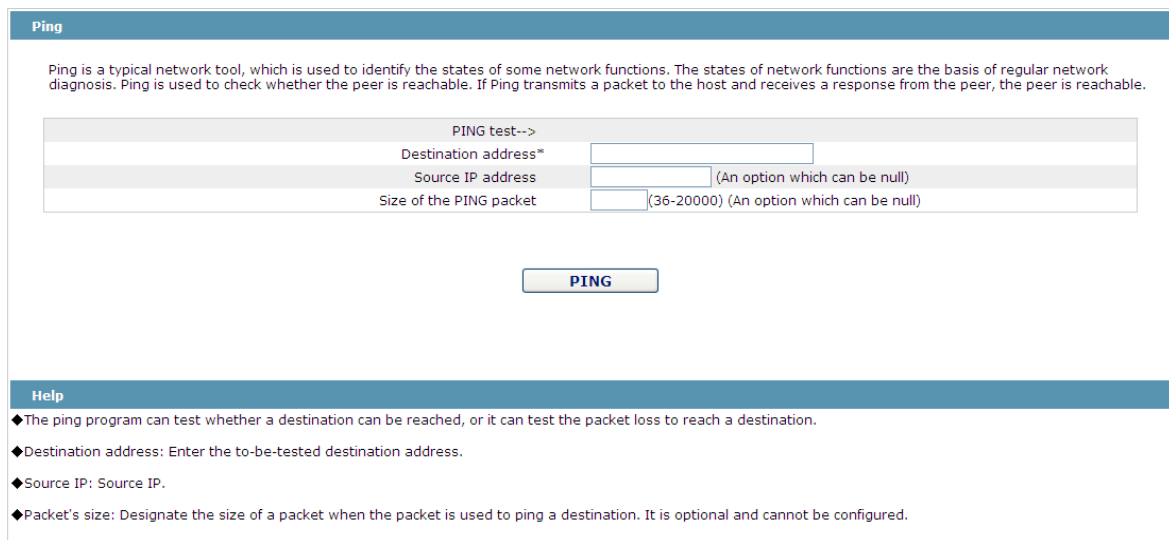 Ping
Ping is a typical network tool, which is used to identify the states of some network functions. The states of network functions are the basis of regular network
diagnosis. Ping is used to check whether the peer is reachable. If Ping transmits a packet to the host and receives a response from the peer, the peer is reachable.
PING test-->
Destination address*
Source IP address (An option which can be null)
Size of the PING packet (36-20000) (An option which can be null)
PING
Help
◆The ping program can test whether a destination can be reached, or it can test the packet loss to reach a destination.
◆Destination address: Enter the to-be-tested destination address.
◆Source IP: Source IP.
◆Packet's size: Designate the size of a packet when the packet is used to ping a destination. It is optional and cannot be configured.